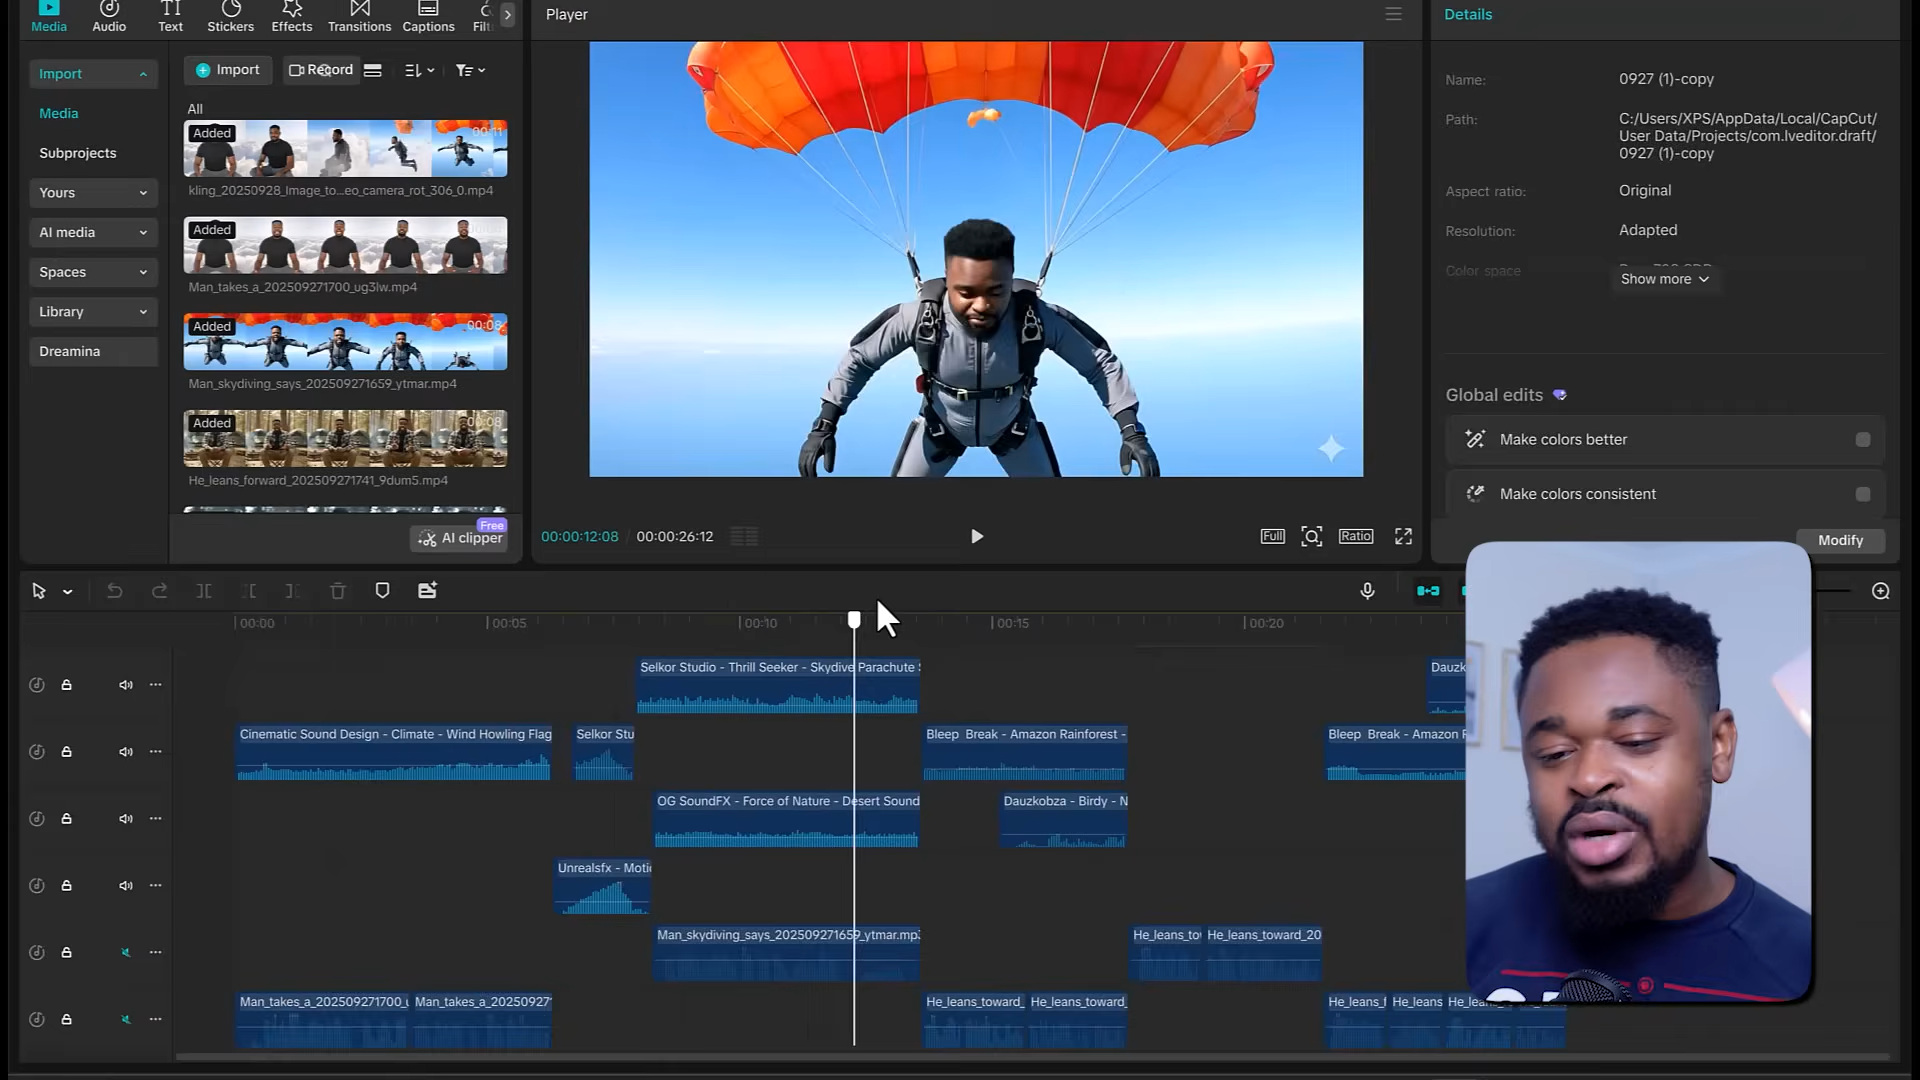 Media
Audio
Text
Stickers
Effects
Transitions
Captions
Player
Details
Import
Media
Subprojects
Yours
AI media
Spaces
Library
Dreamina
Import
Record
All
Added
00:11
kling_20250928_Image_to...eo_camera_rot_306_0.mp4
Added
Man_takes_a_202509271700_ug3lw.mp4
Added
00:08
Man_skydiving_says_202509271659_ytmar.mp4
Added
00:08
He_leans_forward_202509271741_9dum5.mp4
Free
AI clipper
00:00:12:08 / 00:00:26:12
Full
Ratio
Name: 0927 (1)-copy
Path: C:/Users/XPS/AppData/Local/CapCut/
User Data/Projects/com.lveditor.draft/
0927 (1)-copy
Aspect ratio: Original
Resolution: Adapted
Color space
Show more
Global edits
Make colors better
Make colors consistent
Modify
00:00
00:05
00:10
00:15
00:20
Selkor Studio - Thrill Seeker - Skydive Parachute
Dauzk
Cinematic Sound Design - Climate - Wind Howling Flag
Selkor Stu
Bleep Break - Amazon Rainforest -
Bleep Break - Amazon
OG SoundFX - Force of Nature - Desert Sound
Dauzkobza - Birdy - N
Unrealsfx - Motio
Man_skydiving_says_202509271659_ytmar.mp
He_leans_to
He_leans_toward_20
Man_takes_a_202509271700_
Man_takes_a_202509271
He_leans_toward_
He_leans_toward_
He_leans_f
He_leans
He_lea